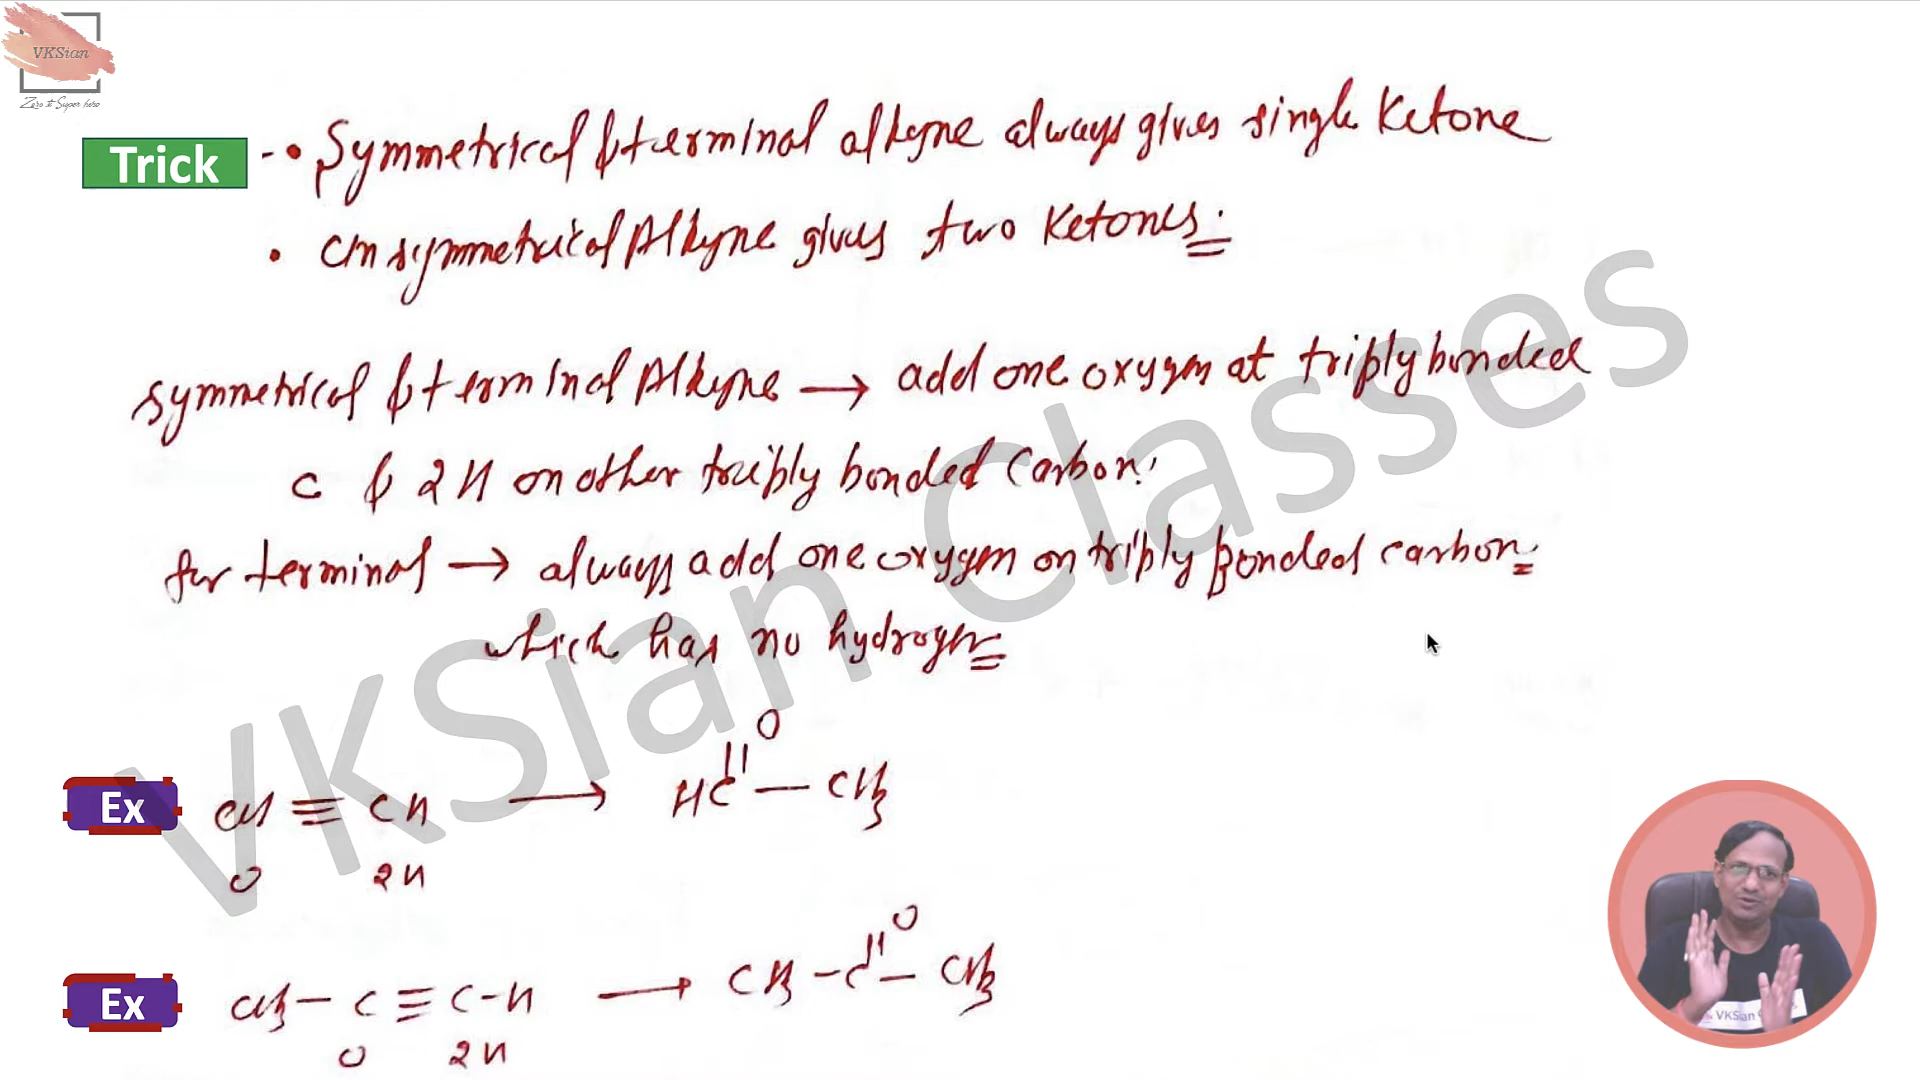 VKSian
Zero to Super hero
Trick
• Symmetrical & terminal alkyne always gives single Ketone
• Unsymmetrical Alkyne gives two Ketones.
symmetrical & terminal Alkyne → add one oxygen at triply bonded
C & 2H on other triply bonded Carbon.
for terminal → always add one oxygen on triply bonded carbon
which has no hydrogen
O
Ex CH ≡ CH → HC — CH3
O 2H
O
Ex CH3 — C ≡ C-H → CH3 — C — CH3
O 2H
VKSian Classes
VKSian